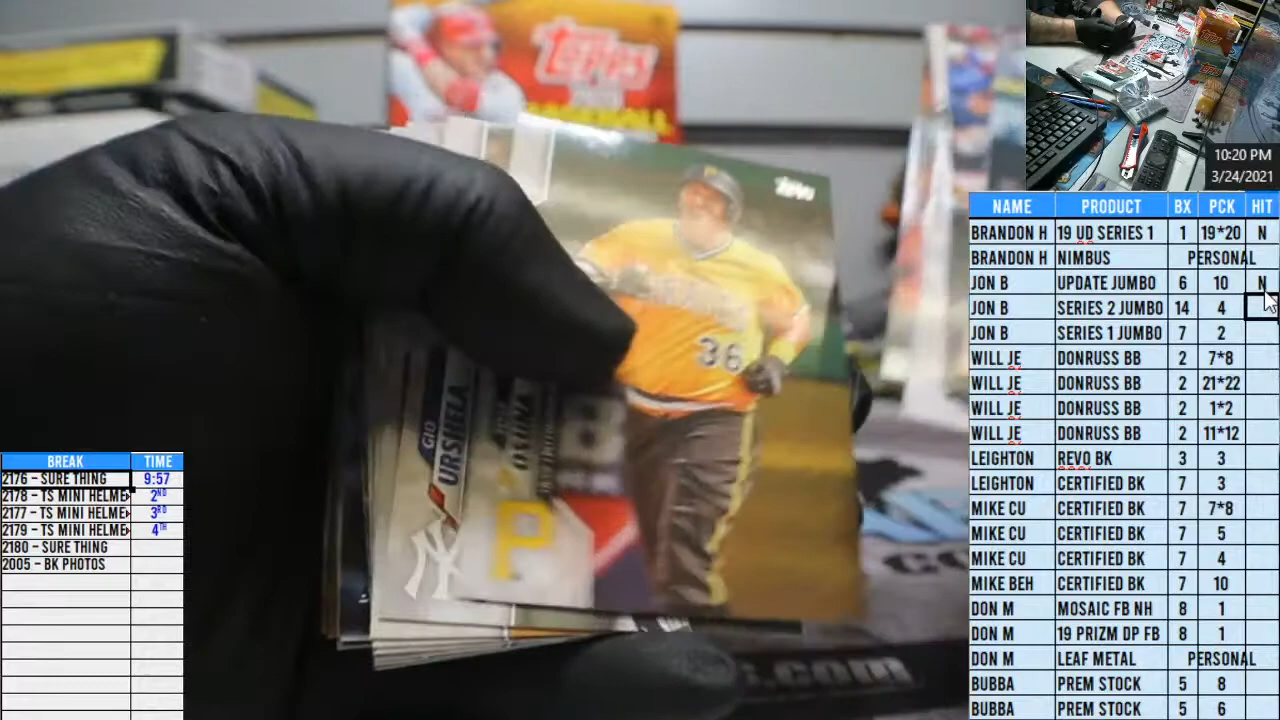 topps
10:20 PM
3/24/2021
NAME PRODUCT BX PCK HIT
BRANDON H 19 UD SERIES 1 1 19*20 N
BRANDON H NIMBUS PERSONAL
JON B UPDATE JUMBO 6 10 N
JON B SERIES 2 JUMBO 14 4
JON B SERIES 1 JUMBO 7 2
WILL JE DONRUSS BB 2 7*8
WILL JE DONRUSS BB 2 21*22
WILL JE DONRUSS BB 2 1*2
WILL JE DONRUSS BB 2 11*12
LEIGHTON REVO BK 3 3
LEIGHTON CERTIFIED BK 7 3
MIKE CU CERTIFIED BK 7 7*8
MIKE CU CERTIFIED BK 7 5
MIKE CU CERTIFIED BK 7 4
MIKE BEH CERTIFIED BK 7 10
DON M MOSAIC FB NH 8 1
DON M 19 PRIZM DP FB 8 1
DON M LEAF METAL PERSONAL
BUBBA PREM STOCK 5 8
BUBBA PREM STOCK 5 6
36
GIO
URSHELA
NY
P
OSUNA
.com
BREAK TIME
2176 – SURE THING 9:57
2178 – TS MINI HELME 2ND
2177 – TS MINI HELME 3RD
2179 – TS MINI HELME 4TH
2180 – SURE THING
2005 – BK PHOTOS